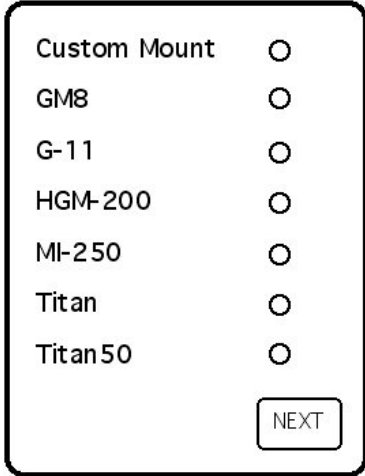 Custom Mount
GM8
G-11
HGM-200
MI-250
Titan
Titan50
NEXT